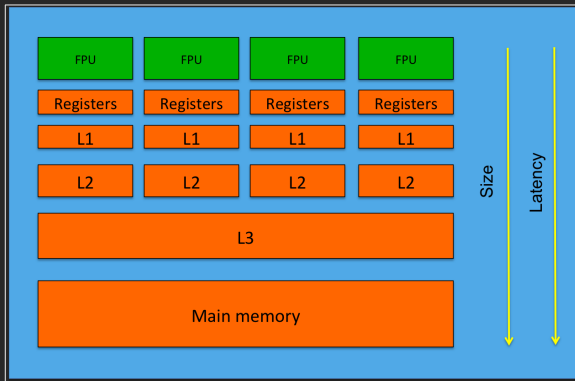 FPU FPU FPU FPU
Registers Registers Registers Registers
L1 L1 L1 L1
L2 L2 L2 L2
L3
Main memory
Size
Latency